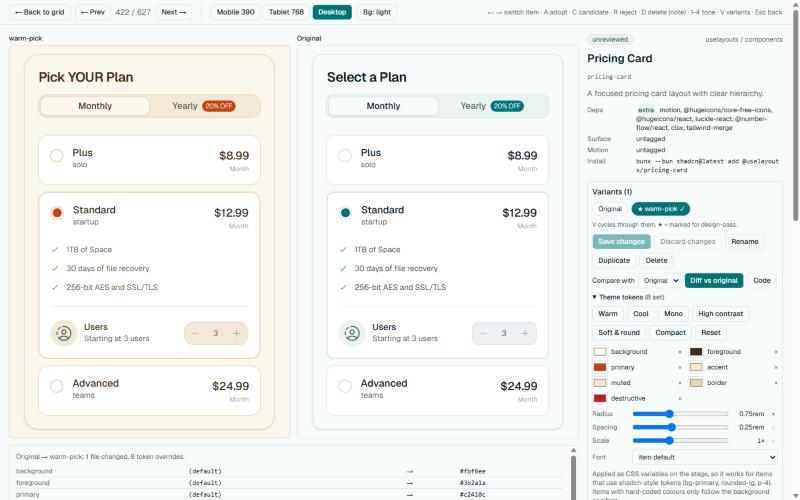 ← Back to grid
← Prev
422 / 627
Next →
Mobile 390
Tablet 768
Desktop
Bg: light
← → switch item · A adopt · C candidate · R reject · D delete (note) · 1-4 tone · V variants · Esc back
warm-pick
Pick YOUR Plan
Monthly
Yearly 20% OFF
Plus
solo
$8.99
Month
Standard
startup
$12.99
Month
1TB of Space
30 days of file recovery
256-bit AES and SSL/TLS
Users
Starting at 3 users
− 3 +
Advanced
teams
$24.99
Month
Original
Select a Plan
Monthly
Yearly 20% OFF
Plus
solo
$8.99
Month
Standard
startup
$12.99
Month
1TB of Space
30 days of file recovery
256-bit AES and SSL/TLS
Users
Starting at 3 users
− 3 +
Advanced
teams
$24.99
Month
Original → warm-pick: 1 file changed, 8 token overrides.
background (default) → #fbf6ee
foreground (default) → #3b2a1a
primary (default) → #c2410c
unreviewed
uselayouts / components
Pricing Card
pricing-card
A focused pricing card layout with clear hierarchy.
Deps extra motion, @hugeicons/core-free-icons,
@hugeicons/react, lucide-react, @number-
flow/react, clsx, tailwind-merge
Surface untagged
Motion untagged
Install bunx --bun shadcn@latest add @uselayout
s/pricing-card
Variants (1)
Original
★ warm-pick ✓
V cycles through them. ★ = marked for design-pass.
Save changes
Discard changes
Rename
Duplicate
Delete
Compare with
Original
Diff vs original
Code
▼ Theme tokens (8 set)
Warm
Cool
Mono
High contrast
Soft & round
Compact
Reset
background ×
foreground ×
primary ×
accent ×
muted ×
border ×
destructive ×
Radius 0.75rem ×
Spacing 0.25rem ×
Scale 1× ×
Font item default
Applied as CSS variables on the stage, so it works for items
that use shadcn-style tokens (bg-primary, rounded-lg, p-4).
Items with hard-coded colours only follow the background